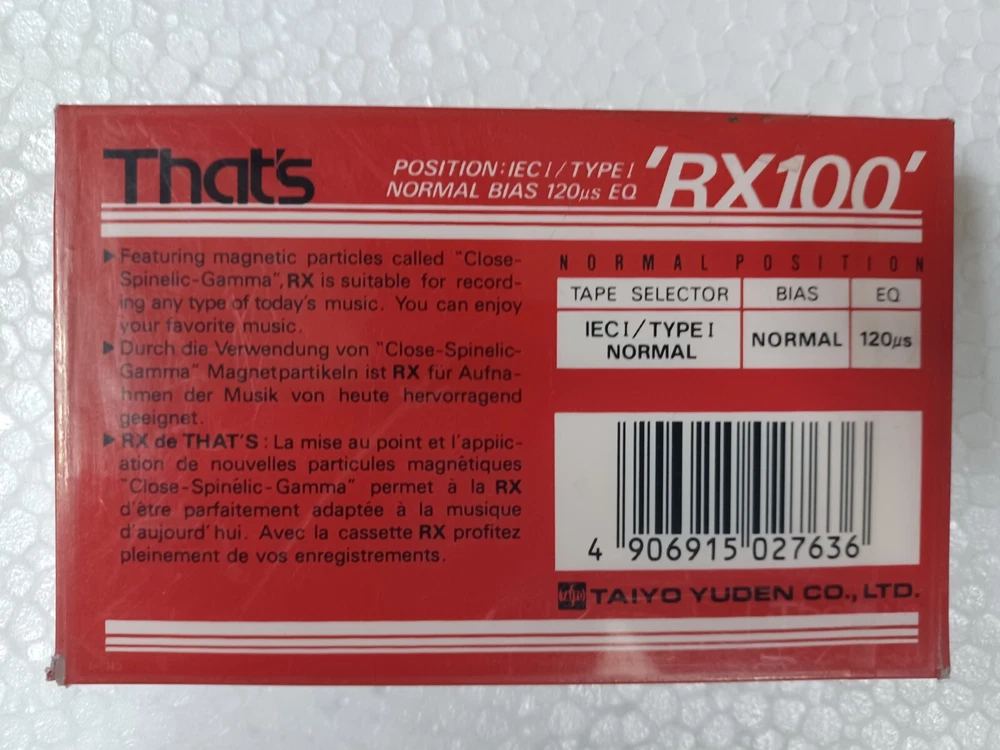 That's
POSITION:IEC I/TYPE I
NORMAL BIAS 120µs EQ
'RX100'
▶Featuring magnetic particles called "Close-
Spinelic-Gamma", RX is suitable for record-
ing any type of today's music. You can enjoy
your favorite music.
▶Durch die Verwendung von "Close-Spinelic-
Gamma" Magnetpartikeln ist RX für Aufna-
hmen der Musik von heute hervorragend
geeignet.
▶RX de THAT'S : La mise au point et l'applic-
ation de nouvelles particules magnêtiques
"Close-Spinélic-Gamma" permet à la RX
d'être parfaitement adaptée à la musique
d'aujourd'hui. Avec la cassette RX profitez
pleinement de vos enregistrements.
NORMAL POSITION
TAPE SELECTOR BIAS EQ
IEC I/TYPE I NORMAL 120µs
NORMAL
4 906915 027636
TAIYO YUDEN CO., LTD.